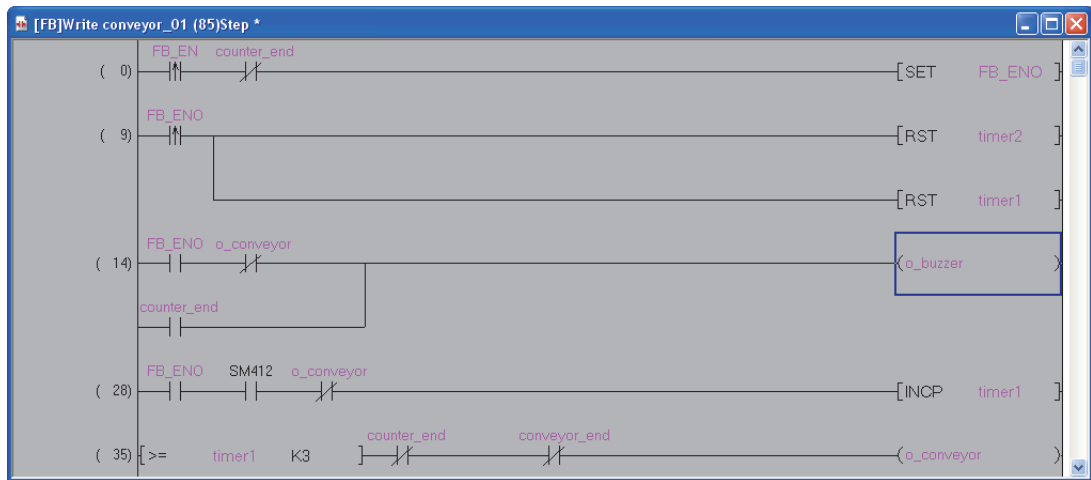 [FB]Write conveyor_01 (85)Step *
FB_EN counter_end
( 0) [SET FB_ENO ]
FB_ENO
( 9) [RST timer2 ]
[RST timer1 ]
FB_ENO o_conveyor
( 14) (o_buzzer )
counter_end
FB_ENO SM412 o_conveyor
( 28) [INCP timer1 ]
counter_end conveyor_end
( 35) [>= timer1 K3 ] (o_conveyor )